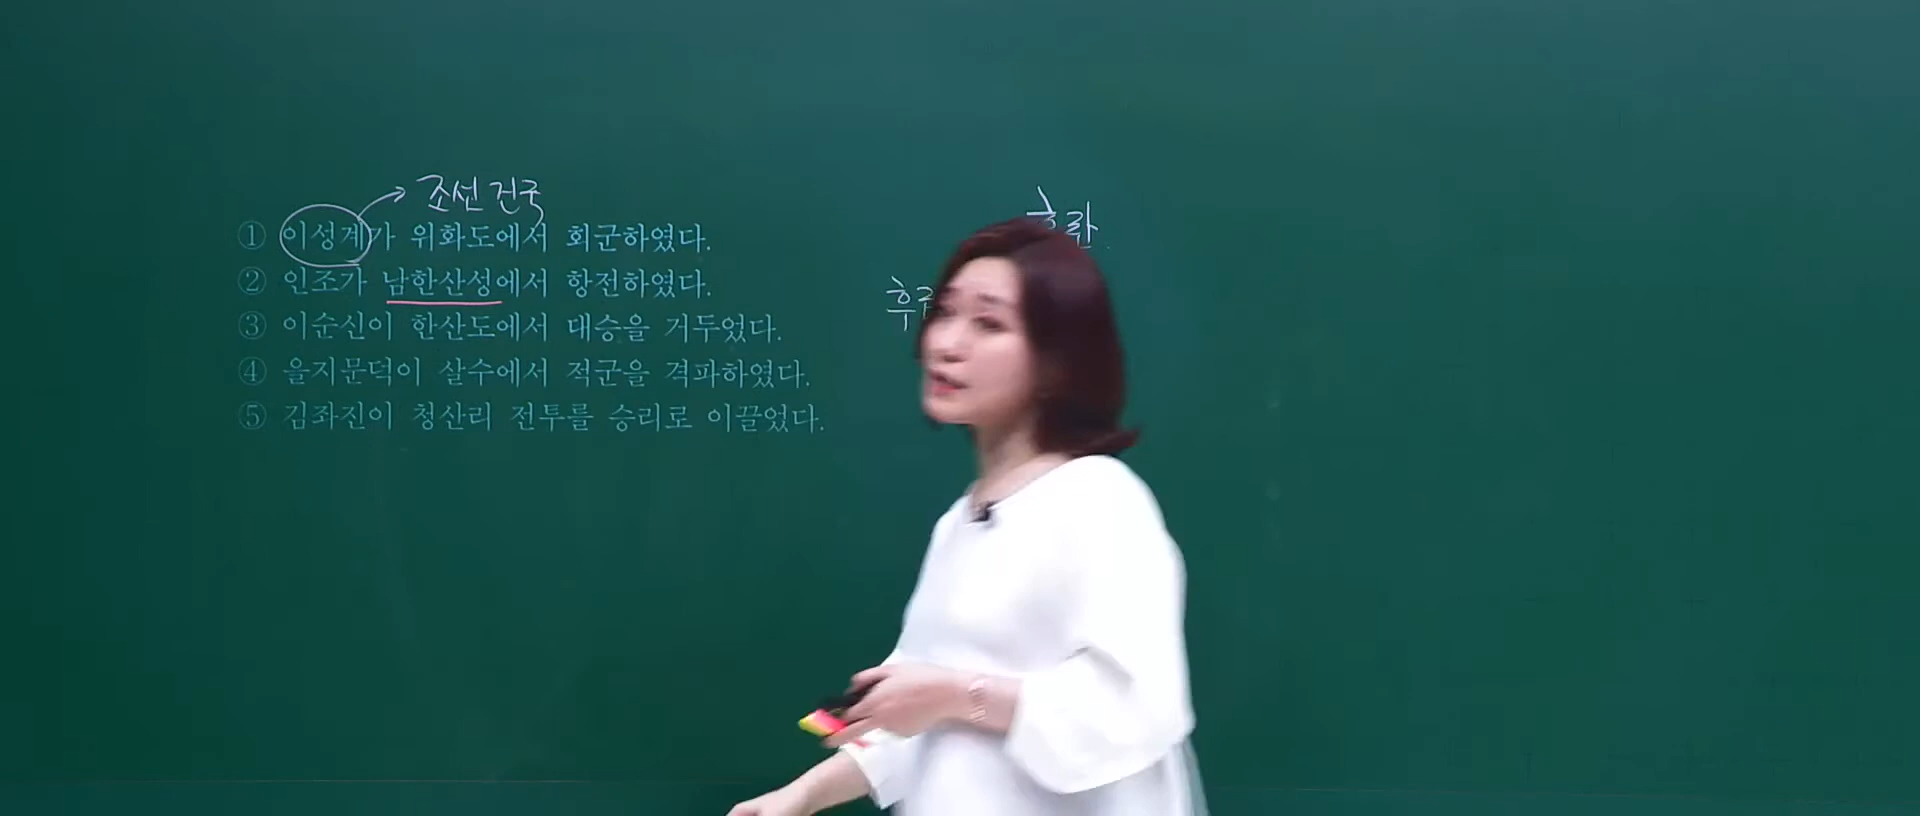 조선 건국
① 이성계가 위화도에서 회군하였다.
② 인조가 남한산성에서 항전하였다.
③ 이순신이 한산도에서 대승을 거두었다.
④ 을지문덕이 살수에서 적군을 격파하였다.
⑤ 김좌진이 청산리 전투를 승리로 이끌었다.